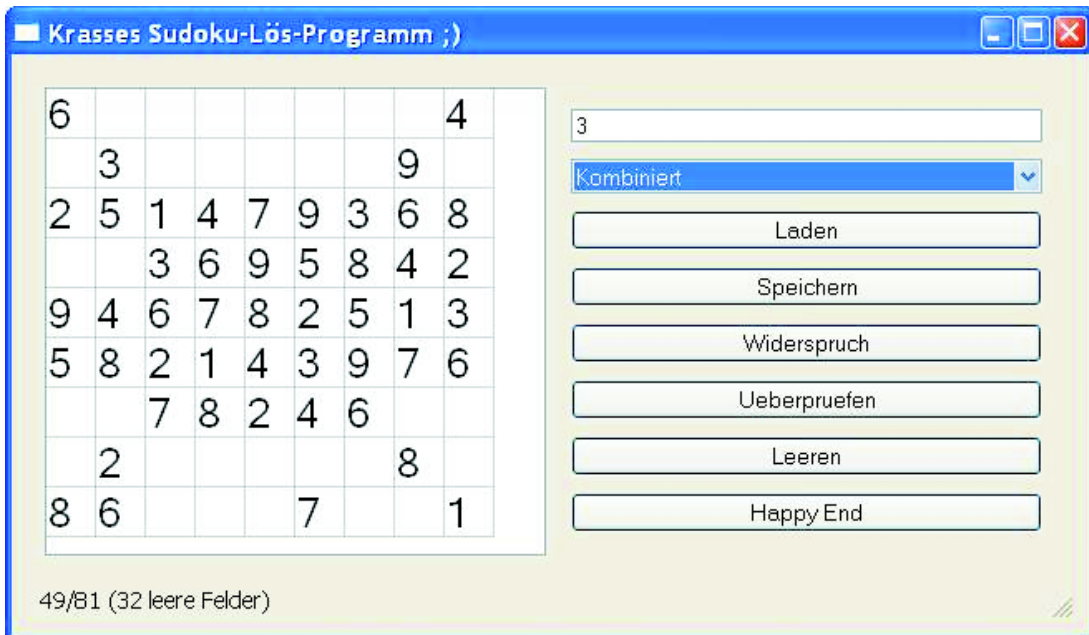 Krasses Sudoku-Lös-Programm ;)
6 4
3 9
2 5 1 4 7 9 3 6 8
3 6 9 5 8 4 2
9 4 6 7 8 2 5 1 3
5 8 2 1 4 3 9 7 6
7 8 2 4 6
2 8
8 6 7 1
3
Kombiniert
Laden
Speichern
Widerspruch
Ueberpruefen
Leeren
Happy End
49/81 (32 leere Felder)